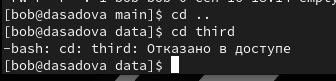 [bob@dasadova main]$ cd ..
[bob@dasadova data]$ cd third
-bash: cd: third: Отказано в доступе
[bob@dasadova data]$